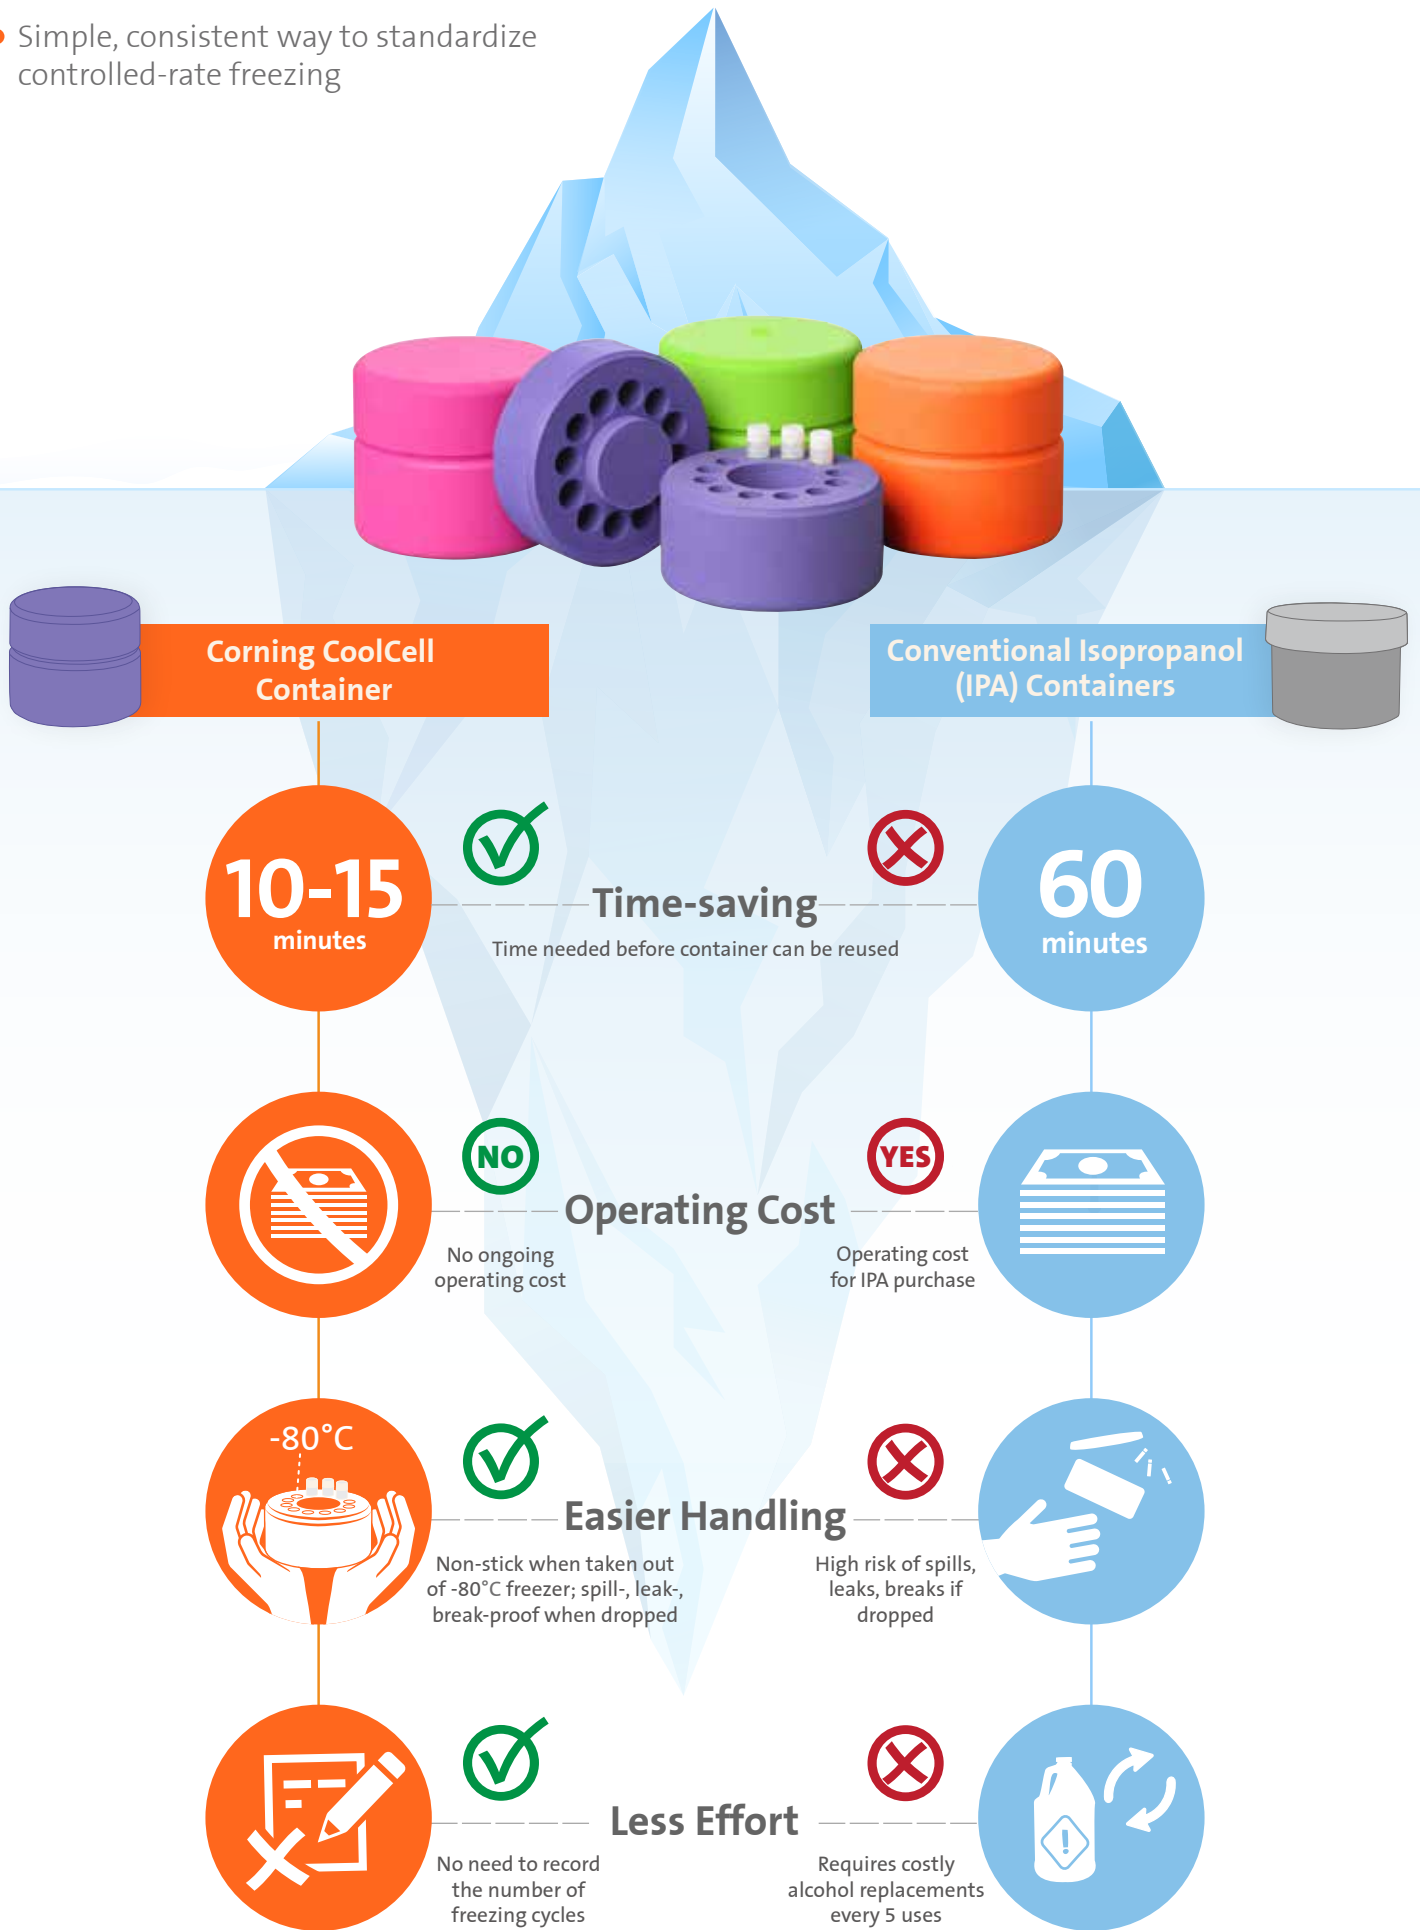 Simple, consistent way to standardize
controlled-rate freezing
Corning CoolCell
Container
Conventional Isopropanol
(IPA) Containers
10-15
minutes
Time-saving
Time needed before container can be reused
60
minutes
NO
YES
Operating Cost
No ongoing
operating cost
Operating cost
for IPA purchase
-80°C
Easier Handling
Non-stick when taken out
of -80°C freezer; spill-, leak-,
break-proof when dropped
High risk of spills,
leaks, breaks if
dropped
Less Effort
No need to record
the number of
freezing cycles
Requires costly
alcohol replacements
every 5 uses
!